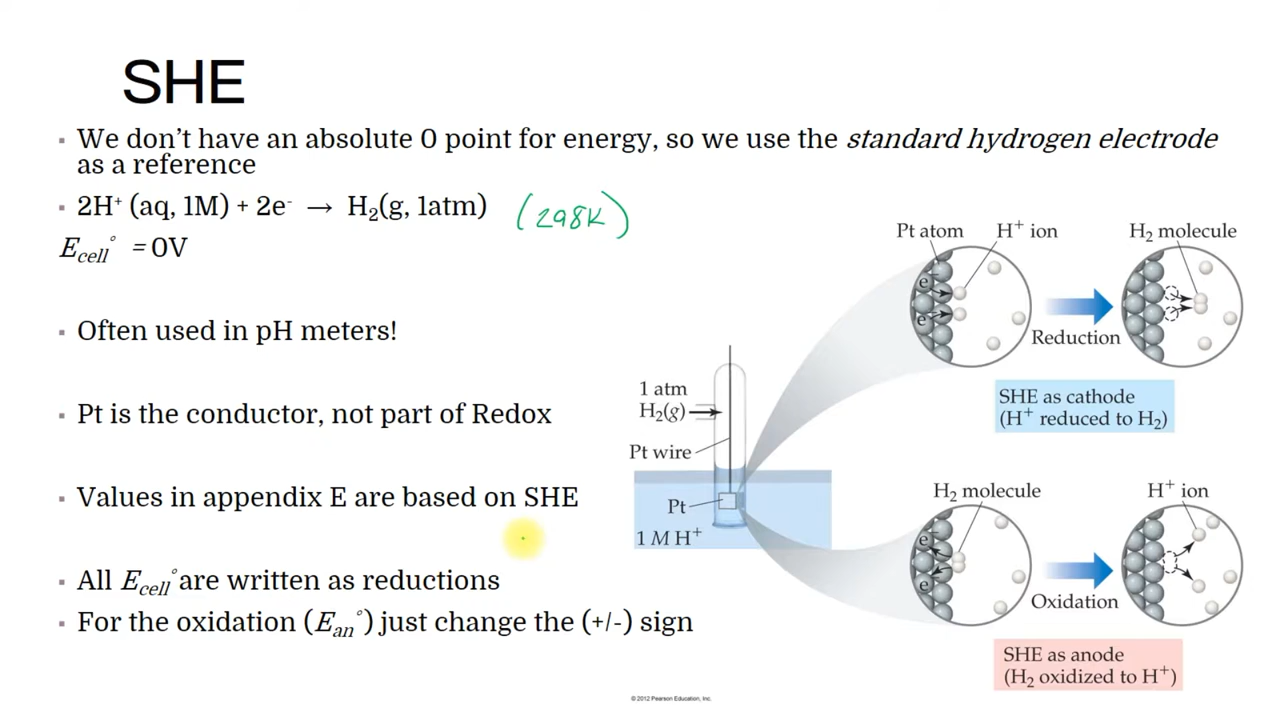 SHE
▪ We don't have an absolute 0 point for energy, so we use the standard hydrogen electrode
as a reference
▪ 2H⁺ (aq, 1M) + 2e⁻ → H₂(g, 1atm) (298K)
E°cell = 0V
▪ Often used in pH meters!
▪ Pt is the conductor, not part of Redox
▪ Values in appendix E are based on SHE
▪ All E°cell are written as reductions
▪ For the oxidation (E°an) just change the (+/-) sign
1 atm
H₂(g)
Pt wire
Pt
1 M H⁺
Pt atom
H⁺ ion
H₂ molecule
e⁻
e⁻
Reduction
SHE as cathode
(H⁺ reduced to H₂)
H₂ molecule
H⁺ ion
e⁻
e⁻
Oxidation
SHE as anode
(H₂ oxidized to H⁺)
© 2012 Pearson Education, Inc.